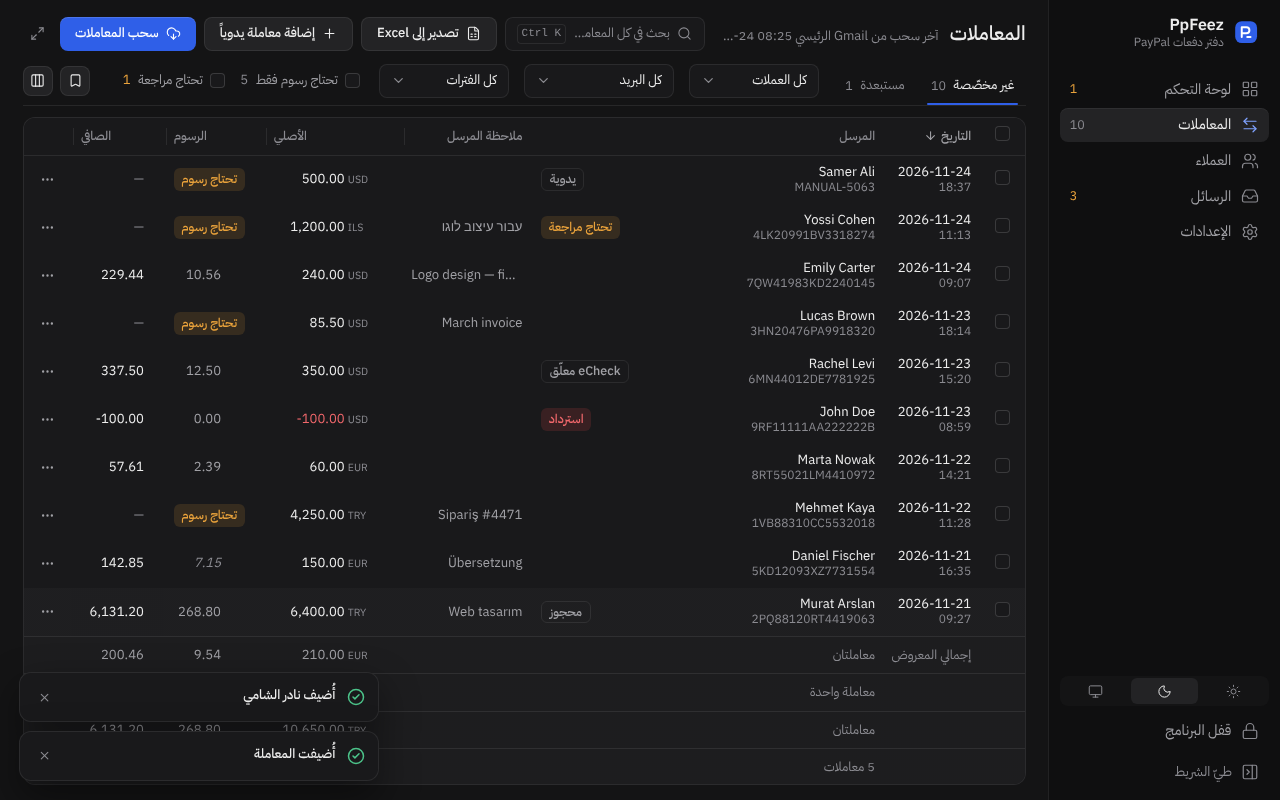 PpFeez
دفتر دفعات PayPal
لوحة التحكم 1
المعاملات 10
العملاء
الرسائل 3
الإعدادات
قفل البرنامج
طيّ الشريط
المعاملات
آخر سحب من Gmail الرئيسي 08:25 24-...
بحث في كل المعامـ... Ctrl K
تصدير إلى Excel
إضافة معاملة يدوياً
سحب المعاملات
غير مخصّصة 10
مستبعدة 1
كل العملات
كل البريد
كل الفترات
تحتاج رسوم فقط 5
تحتاج مراجعة 1
التاريخ المرسل ملاحظة المرسل الأصلي الرسوم الصافي
2026-11-24 Samer Ali يدوية 500.00 USD تحتاج رسوم —
18:37 MANUAL-5063
2026-11-24 Yossi Cohen تحتاج مراجعة עבור עיצוב לוגו 1,200.00 ILS تحتاج رسوم —
11:13 4LK20991BV3318274
2026-11-24 Emily Carter Logo design — fi... 240.00 USD 10.56 229.44
09:07 7QW41983KD2240145
2026-11-23 Lucas Brown March invoice 85.50 USD تحتاج رسوم —
18:14 3HN20476PA9918320
2026-11-23 Rachel Levi eCheck معلّق 350.00 USD 12.50 337.50
15:20 6MN44012DE7781925
2026-11-23 John Doe استرداد -100.00 USD 0.00 -100.00
08:59 9RF11111AA222222B
2026-11-22 Marta Nowak 60.00 EUR 2.39 57.61
14:21 8RT55021LM4410972
2026-11-22 Mehmet Kaya Sipariş #4471 4,250.00 TRY تحتاج رسوم —
11:28 1VB88310CC5532018
2026-11-21 Daniel Fischer Übersetzung 150.00 EUR 7.15 142.85
16:35 5KD12093XZ7731554
2026-11-21 Murat Arslan محجوز Web tasarım 6,400.00 TRY 268.80 6,131.20
09:27 2PQ88120RT4419063
إجمالي المعروض معاملتان 210.00 EUR 9.54 200.46
معاملة واحدة
معاملتان 10,650.00 TRY 268.80 6,131.20
5 معاملات
أُضيف نادر الشامي
أُضيفت المعاملة